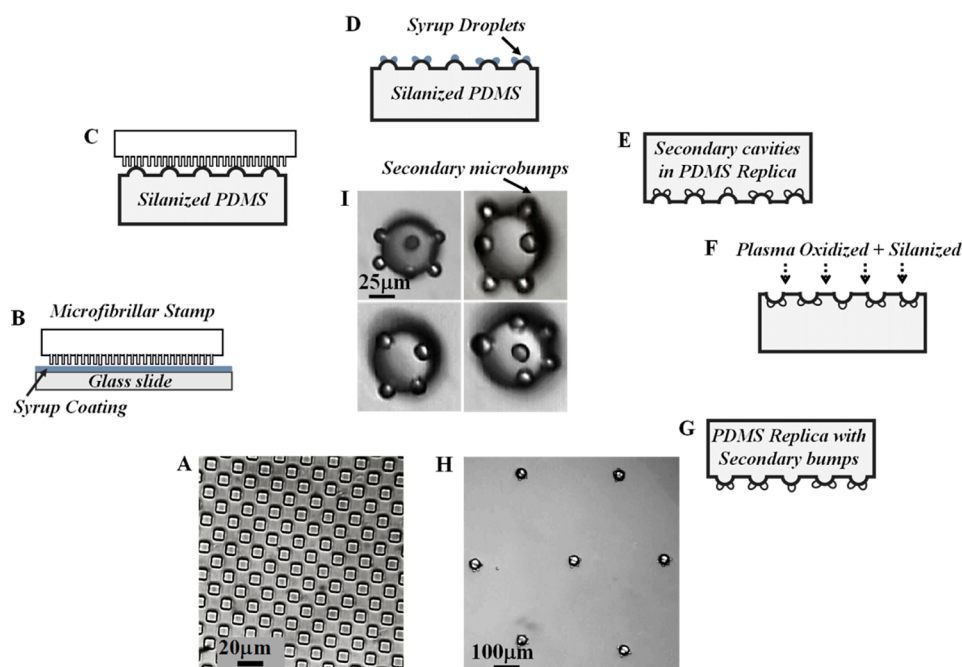 D
Syrup Droplets
Silanized PDMS
C
Silanized PDMS
E
Secondary cavities
in PDMS Replica
Secondary microbumps
I
25μm
F
Plasma Oxidized + Silanized
B
Microfibrillar Stamp
Glass slide
Syrup Coating
G
PDMS Replica with
Secondary bumps
A
20μm
H
100μm